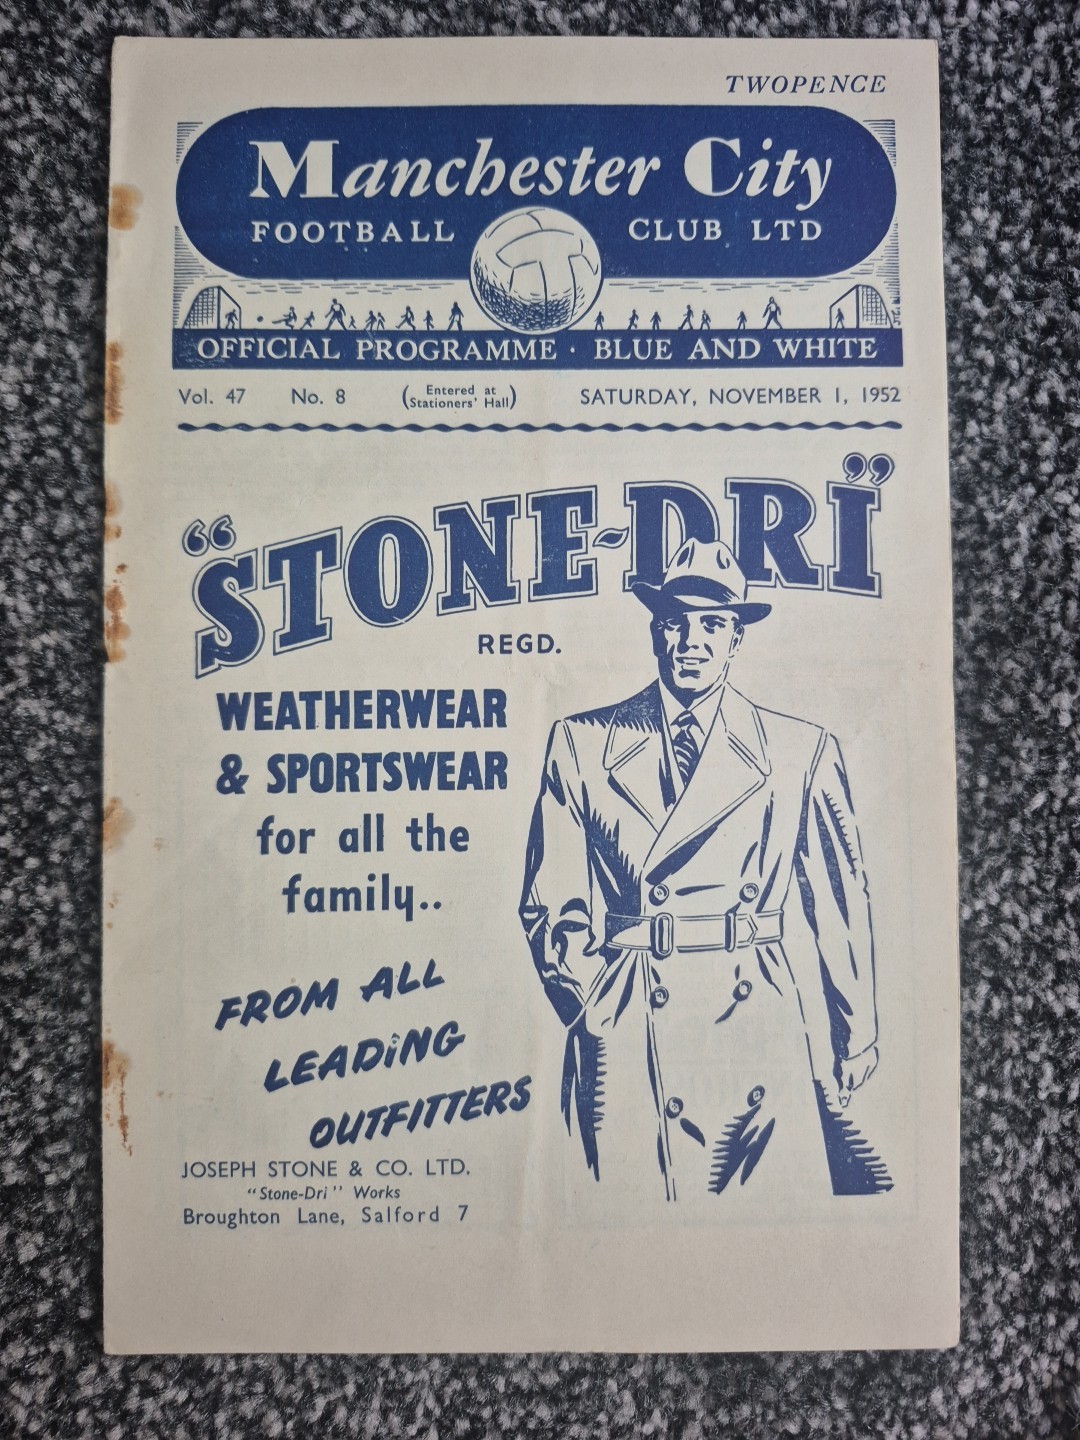 TWOPENCE
Manchester City
FOOTBALL CLUB LTD
OFFICIAL PROGRAMME · BLUE AND WHITE
Vol. 47 No. 8 (Entered at Stationers' Hall) SATURDAY, NOVEMBER 1, 1952
“STONE-DRI”
REGD.
WEATHERWEAR
& SPORTSWEAR
for all the
family..
FROM ALL
LEADiNG
OUTFITTERS
JOSEPH STONE & CO. LTD.
"Stone-Dri" Works
Broughton Lane, Salford 7